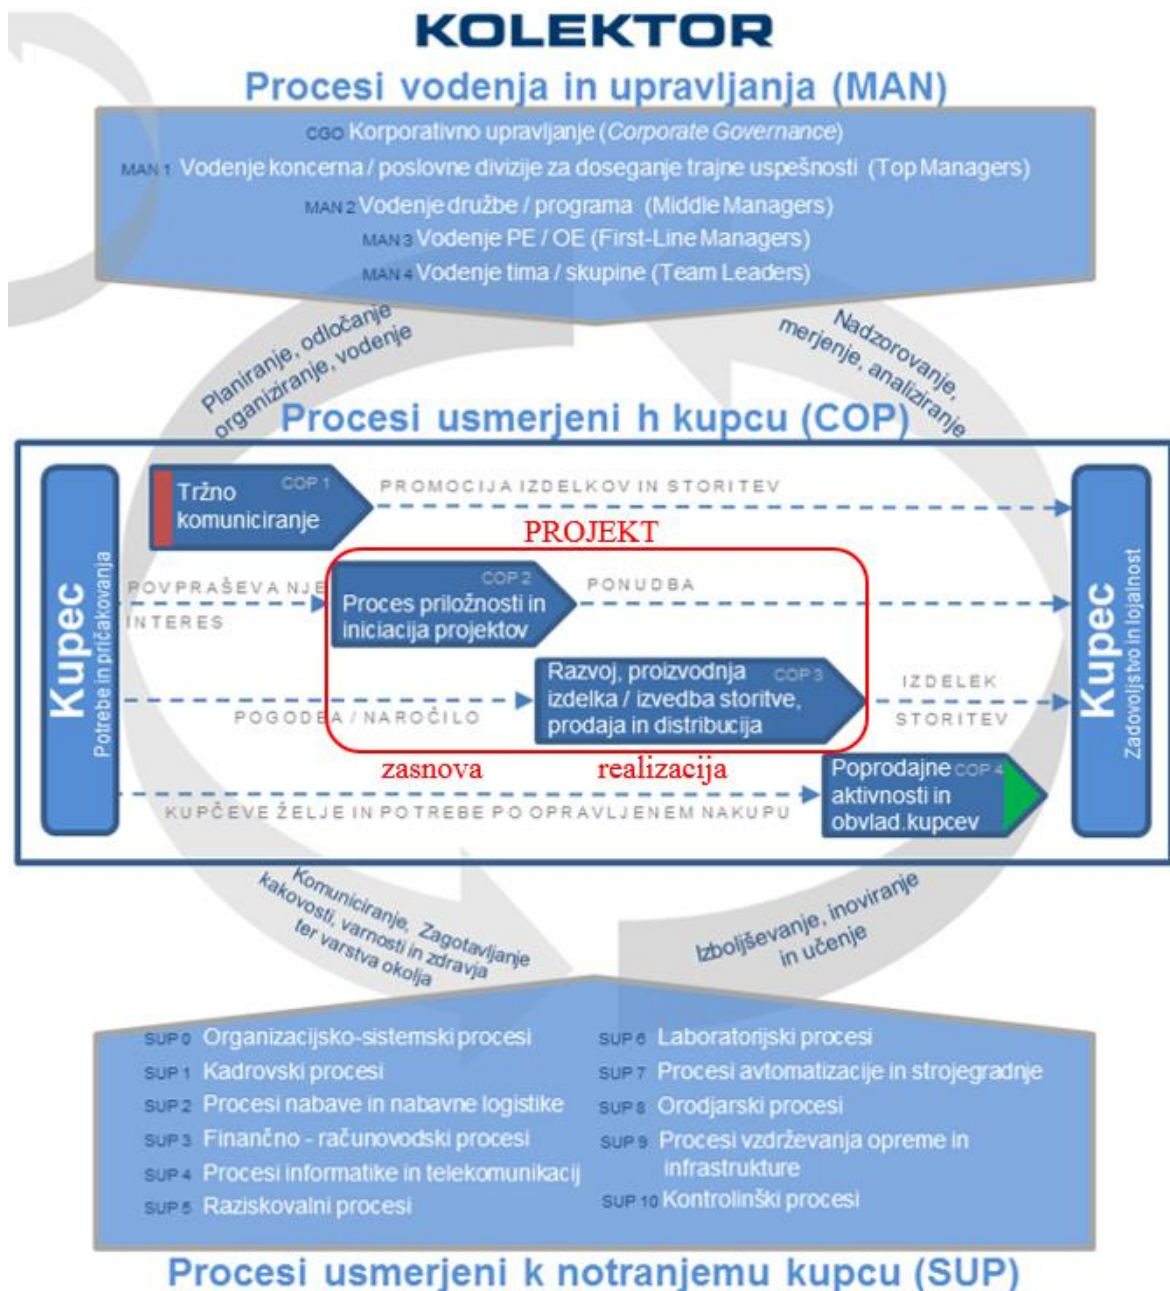 KOLEKTOR
Procesi vodenja in upravljanja (MAN)
CGO Korporativno upravljanje (Corporate Governance)
MAN 1 Vodenje koncerna / poslovne divizije za doseganje trajne uspešnosti (Top Managers)
MAN 2 Vodenje družbe / programa (Middle Managers)
MAN 3 Vodenje PE / OE (First-Line Managers)
MAN 4 Vodenje tima / skupine (Team Leaders)
Planiranje, odločanje
organiziranje, vodenje
Nadzorovanje,
merjenje, analiziranje
Procesi usmerjeni h kupcu (COP)
Kupec
Potrebe in pričakovanja
Tržno
komuniciranje
COP 1
PROMOCIJA IZDELKOV IN STORITEV
PROJEKT
POVPRAŠEVANJE
INTERES
COP 2
Proces priložnosti in
iniciacija projektov
PONUDBA
POGODBA / NAROČILO
Razvoj, proizvodnja
izdelka / izvedba storitve,
prodaja in distribucija
COP 3
IZDELEK
STORITEV
zasnova
realizacija
KUPČEVE ŽELJE IN POTREBE PO OPRAVLJENEM NAKUPU
Poprodajne COP 4
aktivnosti in
obvlad.kupcev
Kupec
Zadovoljstvo in lojalnost
Komuniciranje, Zagotavljanje
kakovosti, varnosti in zdravja
ter varstva okolja
Izboljševanje, inoviranje
in učenje
SUP 0 Organizacijsko-sistemski procesi
SUP 1 Kadrovski procesi
SUP 2 Procesi nabave in nabavne logistike
SUP 3 Finančno - računovodski procesi
SUP 4 Procesi informatike in telekomunikacij
SUP 5 Raziskovalni procesi
SUP 6 Laboratorijski procesi
SUP 7 Procesi avtomatizacije in strojegradnje
SUP 8 Orodjarski procesi
SUP 9 Procesi vzdrževanja opreme in
infrastrukture
SUP 10 Kontrolinški procesi
Procesi usmerjeni k notranjemu kupcu (SUP)